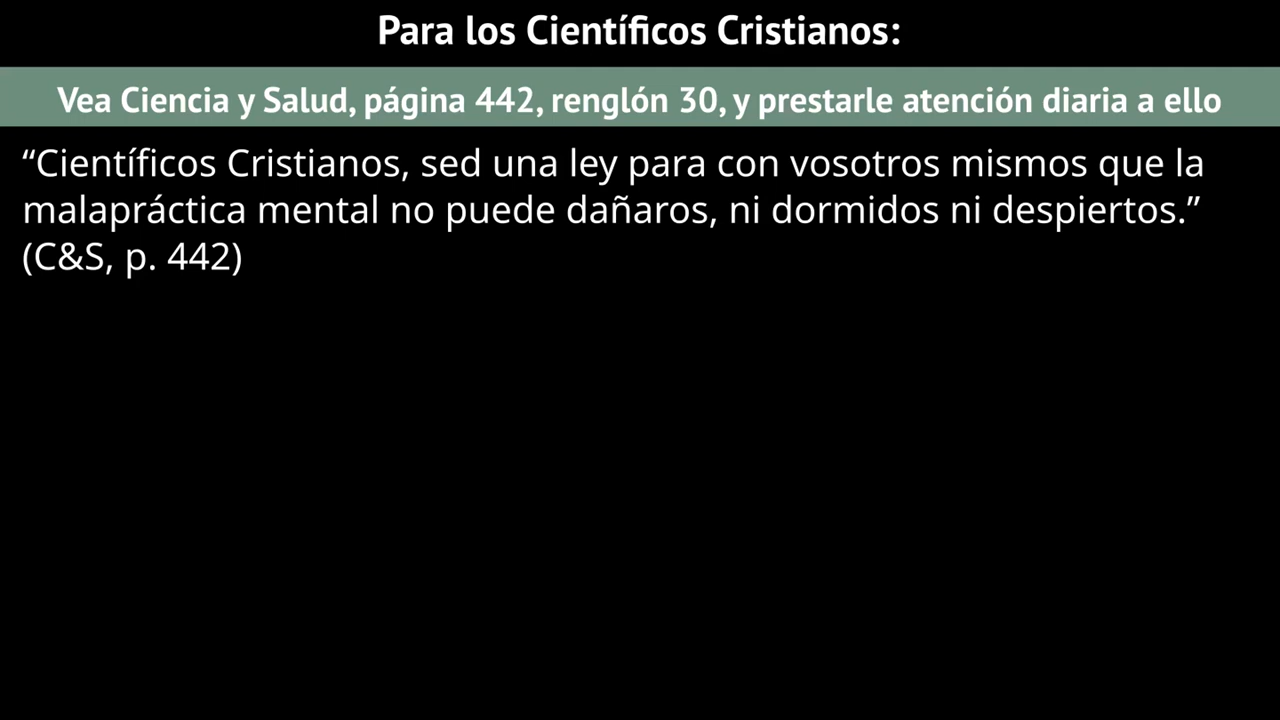 Para los Científicos Cristianos:
Vea Ciencia y Salud, página 442, renglón 30, y prestarle atención diaria a ello
“Científicos Cristianos, sed una ley para con vosotros mismos que la
malapráctica mental no puede dañaros, ni dormidos ni despiertos.”
(C&S, p. 442)